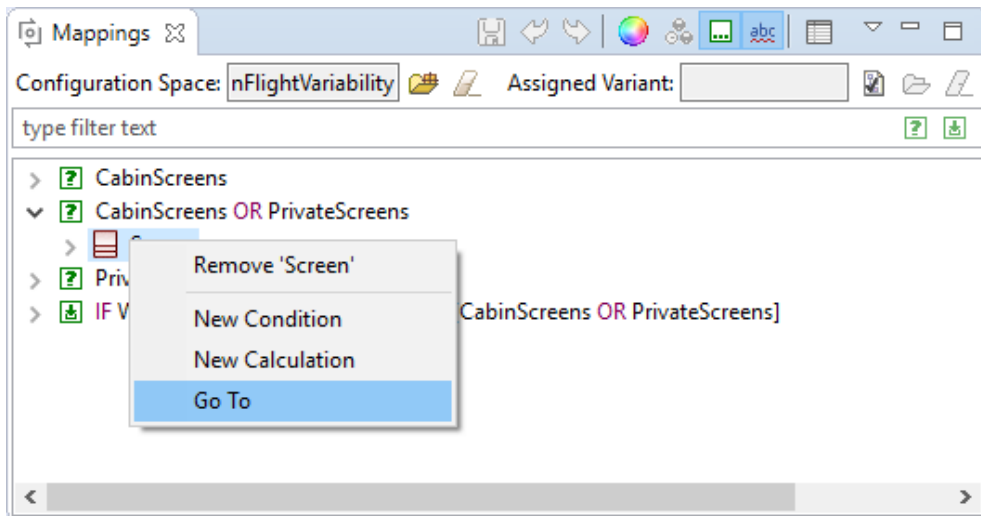 Mappings
abc
Configuration Space: nFlightVariability Assigned Variant:
type filter text
CabinScreens
CabinScreens OR PrivateScreens
Remove 'Screen'
IF CabinScreens OR PrivateScreens]
New Condition
New Calculation
Go To